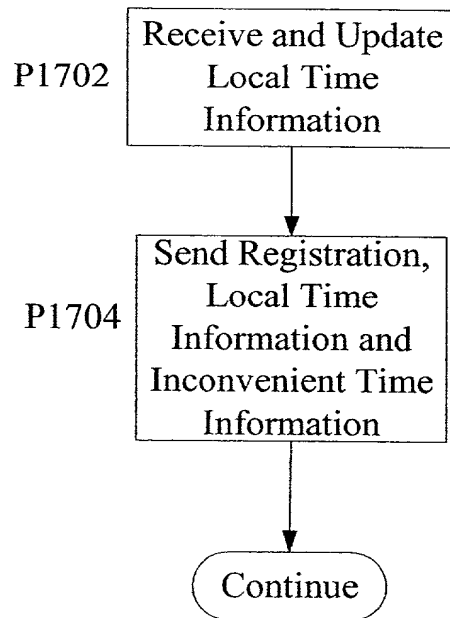 Receive and Update
P1702
Local Time
Information
Send Registration,
Local Time
P1704
Information and
Inconvenient Time
Information
Continue